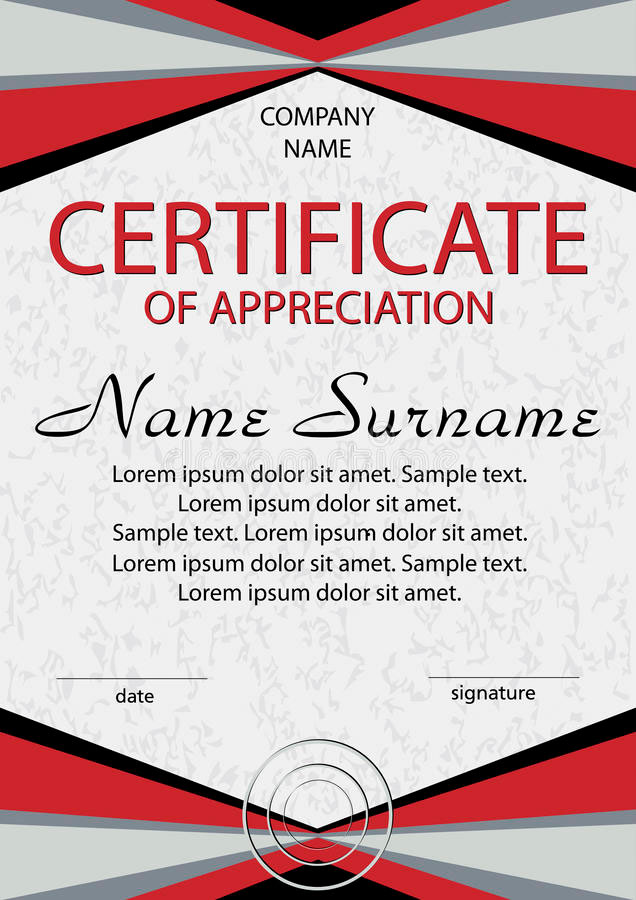 COMPANY
NAME
CERTIFICATE
OF APPRECIATION
Name Surname
Lorem ipsum dolor sit amet. Sample text.
Lorem ipsum dolor sit amet.
Sample text. Lorem ipsum dolor sit amet.
Lorem ipsum dolor sit amet. Sample text.
Lorem ipsum dolor sit amet.
date
signature